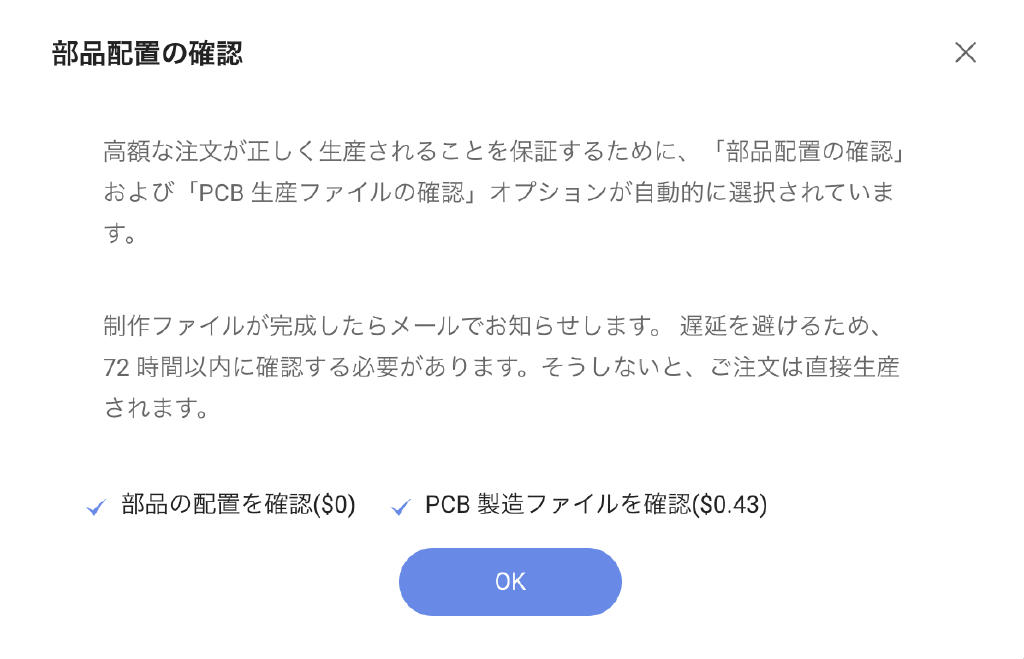 部品配置の確認
高額な注文が正しく生産されることを保証するために、「部品配置の確認」
および「PCB 生産ファイルの確認」オプションが自動的に選択されていま
す。
制作ファイルが完成したらメールでお知らせします。 遅延を避けるため、
72 時間以内に確認する必要があります。そうしないと、ご注文は直接生産
されます。
部品の配置を確認($0) PCB 製造ファイルを確認($0.43)
OK